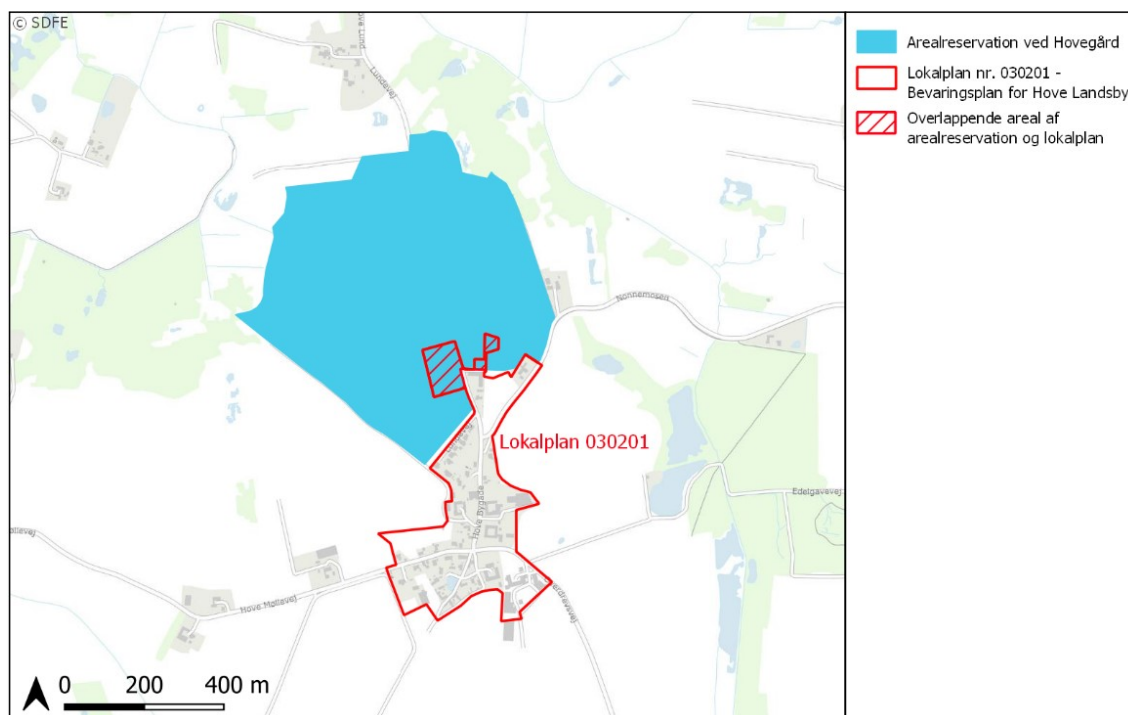 © SDFE
Arealreservation ved Hovegård
Lokalplan nr. 030201 -
Bevaringsplan for Hove Landsby
Overlappende areal af
arealreservation og lokalplan
Lundevej
Nonnemosen
Lokalplan 030201
Edelgavevej
Hove Bygade
Hove Møllevej
0 200 400 m